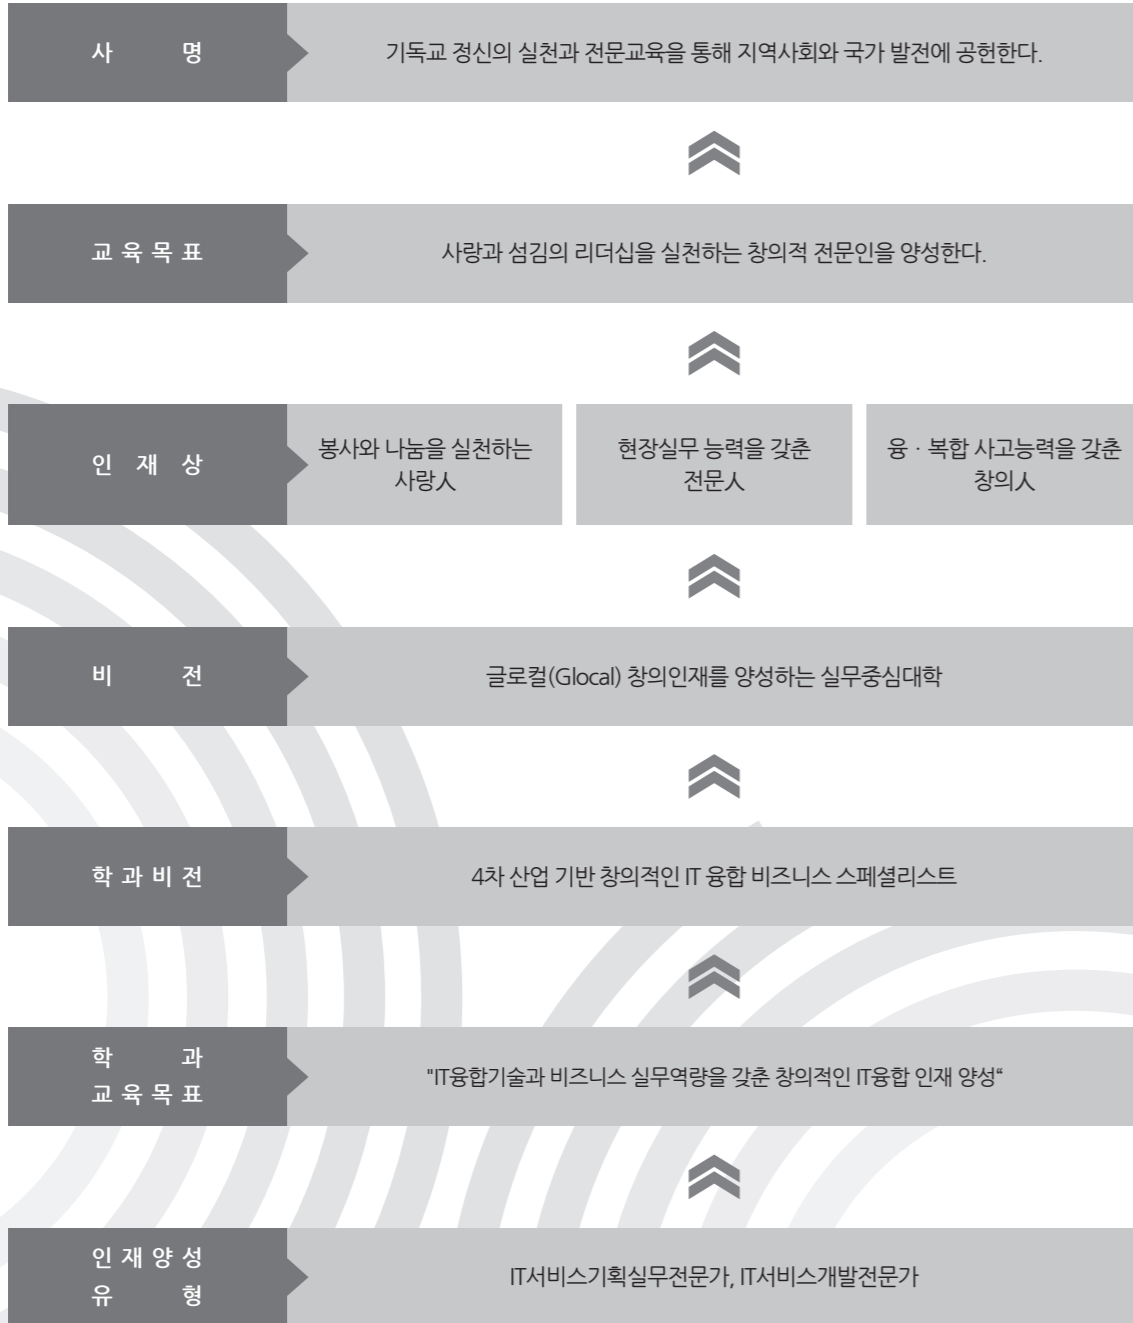 사 명
기독교 정신의 실천과 전문교육을 통해 지역사회와 국가 발전에 공헌한다.
교육목표
사랑과 섬김의 리더십을 실천하는 창의적 전문인을 양성한다.
인 재 상
봉사와 나눔을 실천하는
사랑人
현장실무 능력을 갖춘
전문人
융·복합 사고능력을 갖춘
창의人
비 전
글로컬(Glocal) 창의인재를 양성하는 실무중심대학
학과비전
4차 산업 기반 창의적인 IT 융합 비즈니스 스페셜리스트
학 과
교육목표
"IT융합기술과 비즈니스 실무역량을 갖춘 창의적인 IT융합 인재 양성“
인재양성
유 형
IT서비스기획실무전문가, IT서비스개발전문가